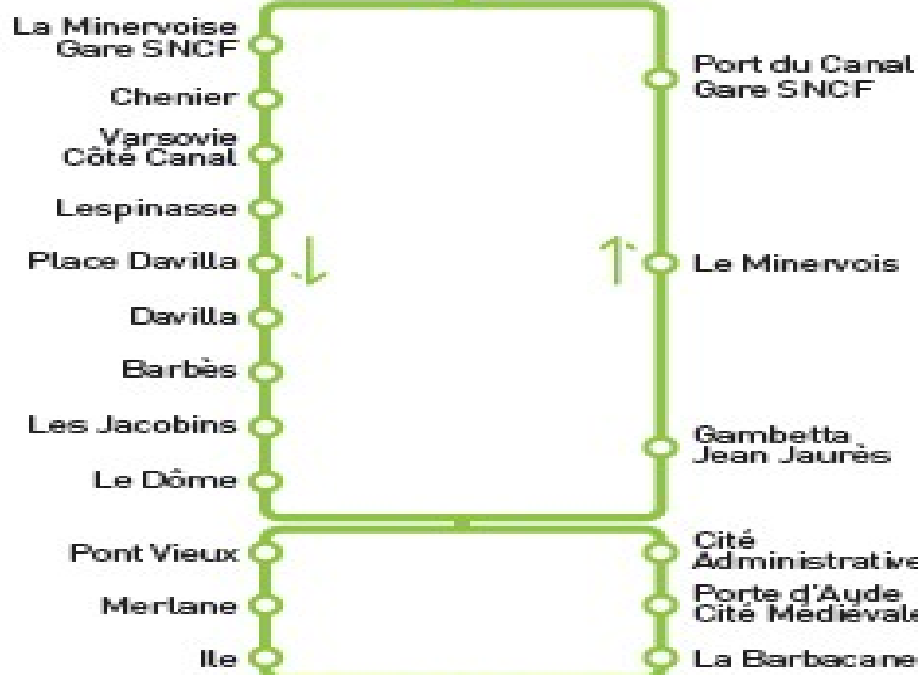 La Minervoise
Gare SNCF
Chenier
Varsovie
Côté Canal
Lespinasse
Place Davilla
Davilla
Barbès
Les Jacobins
Le Dôme
Pont Vieux
Merlane
Ile
Port du Canal
Gare SNCF
Le Minervois
Gambetta
Jean Jaurès
Cité
Administrative
Porte d'Aude
Cité Médiévale
La Barbacane